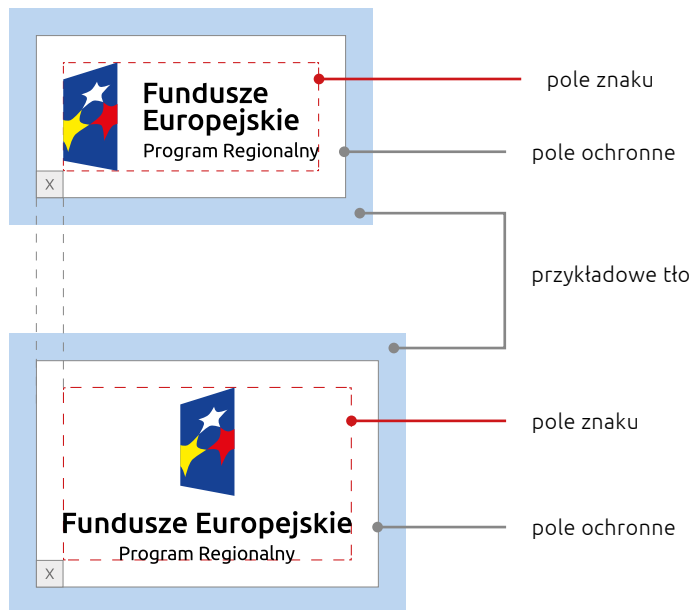 Fundusze
Europejskie
Program Regionalny
X
pole znaku
pole ochronne
przykładowe tło
Fundusze Europejskie
Program Regionalny
X
pole znaku
pole ochronne